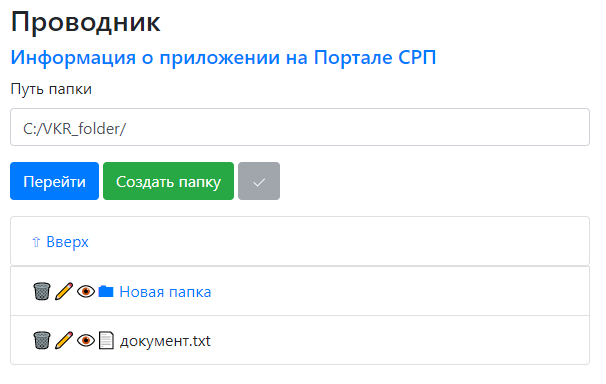 Проводник
Информация о приложении на Портале СРП
Путь папки
C:/VKR_folder/
Перейти Создать папку ✓
⇧ Вверх
Новая папка
документ.txt